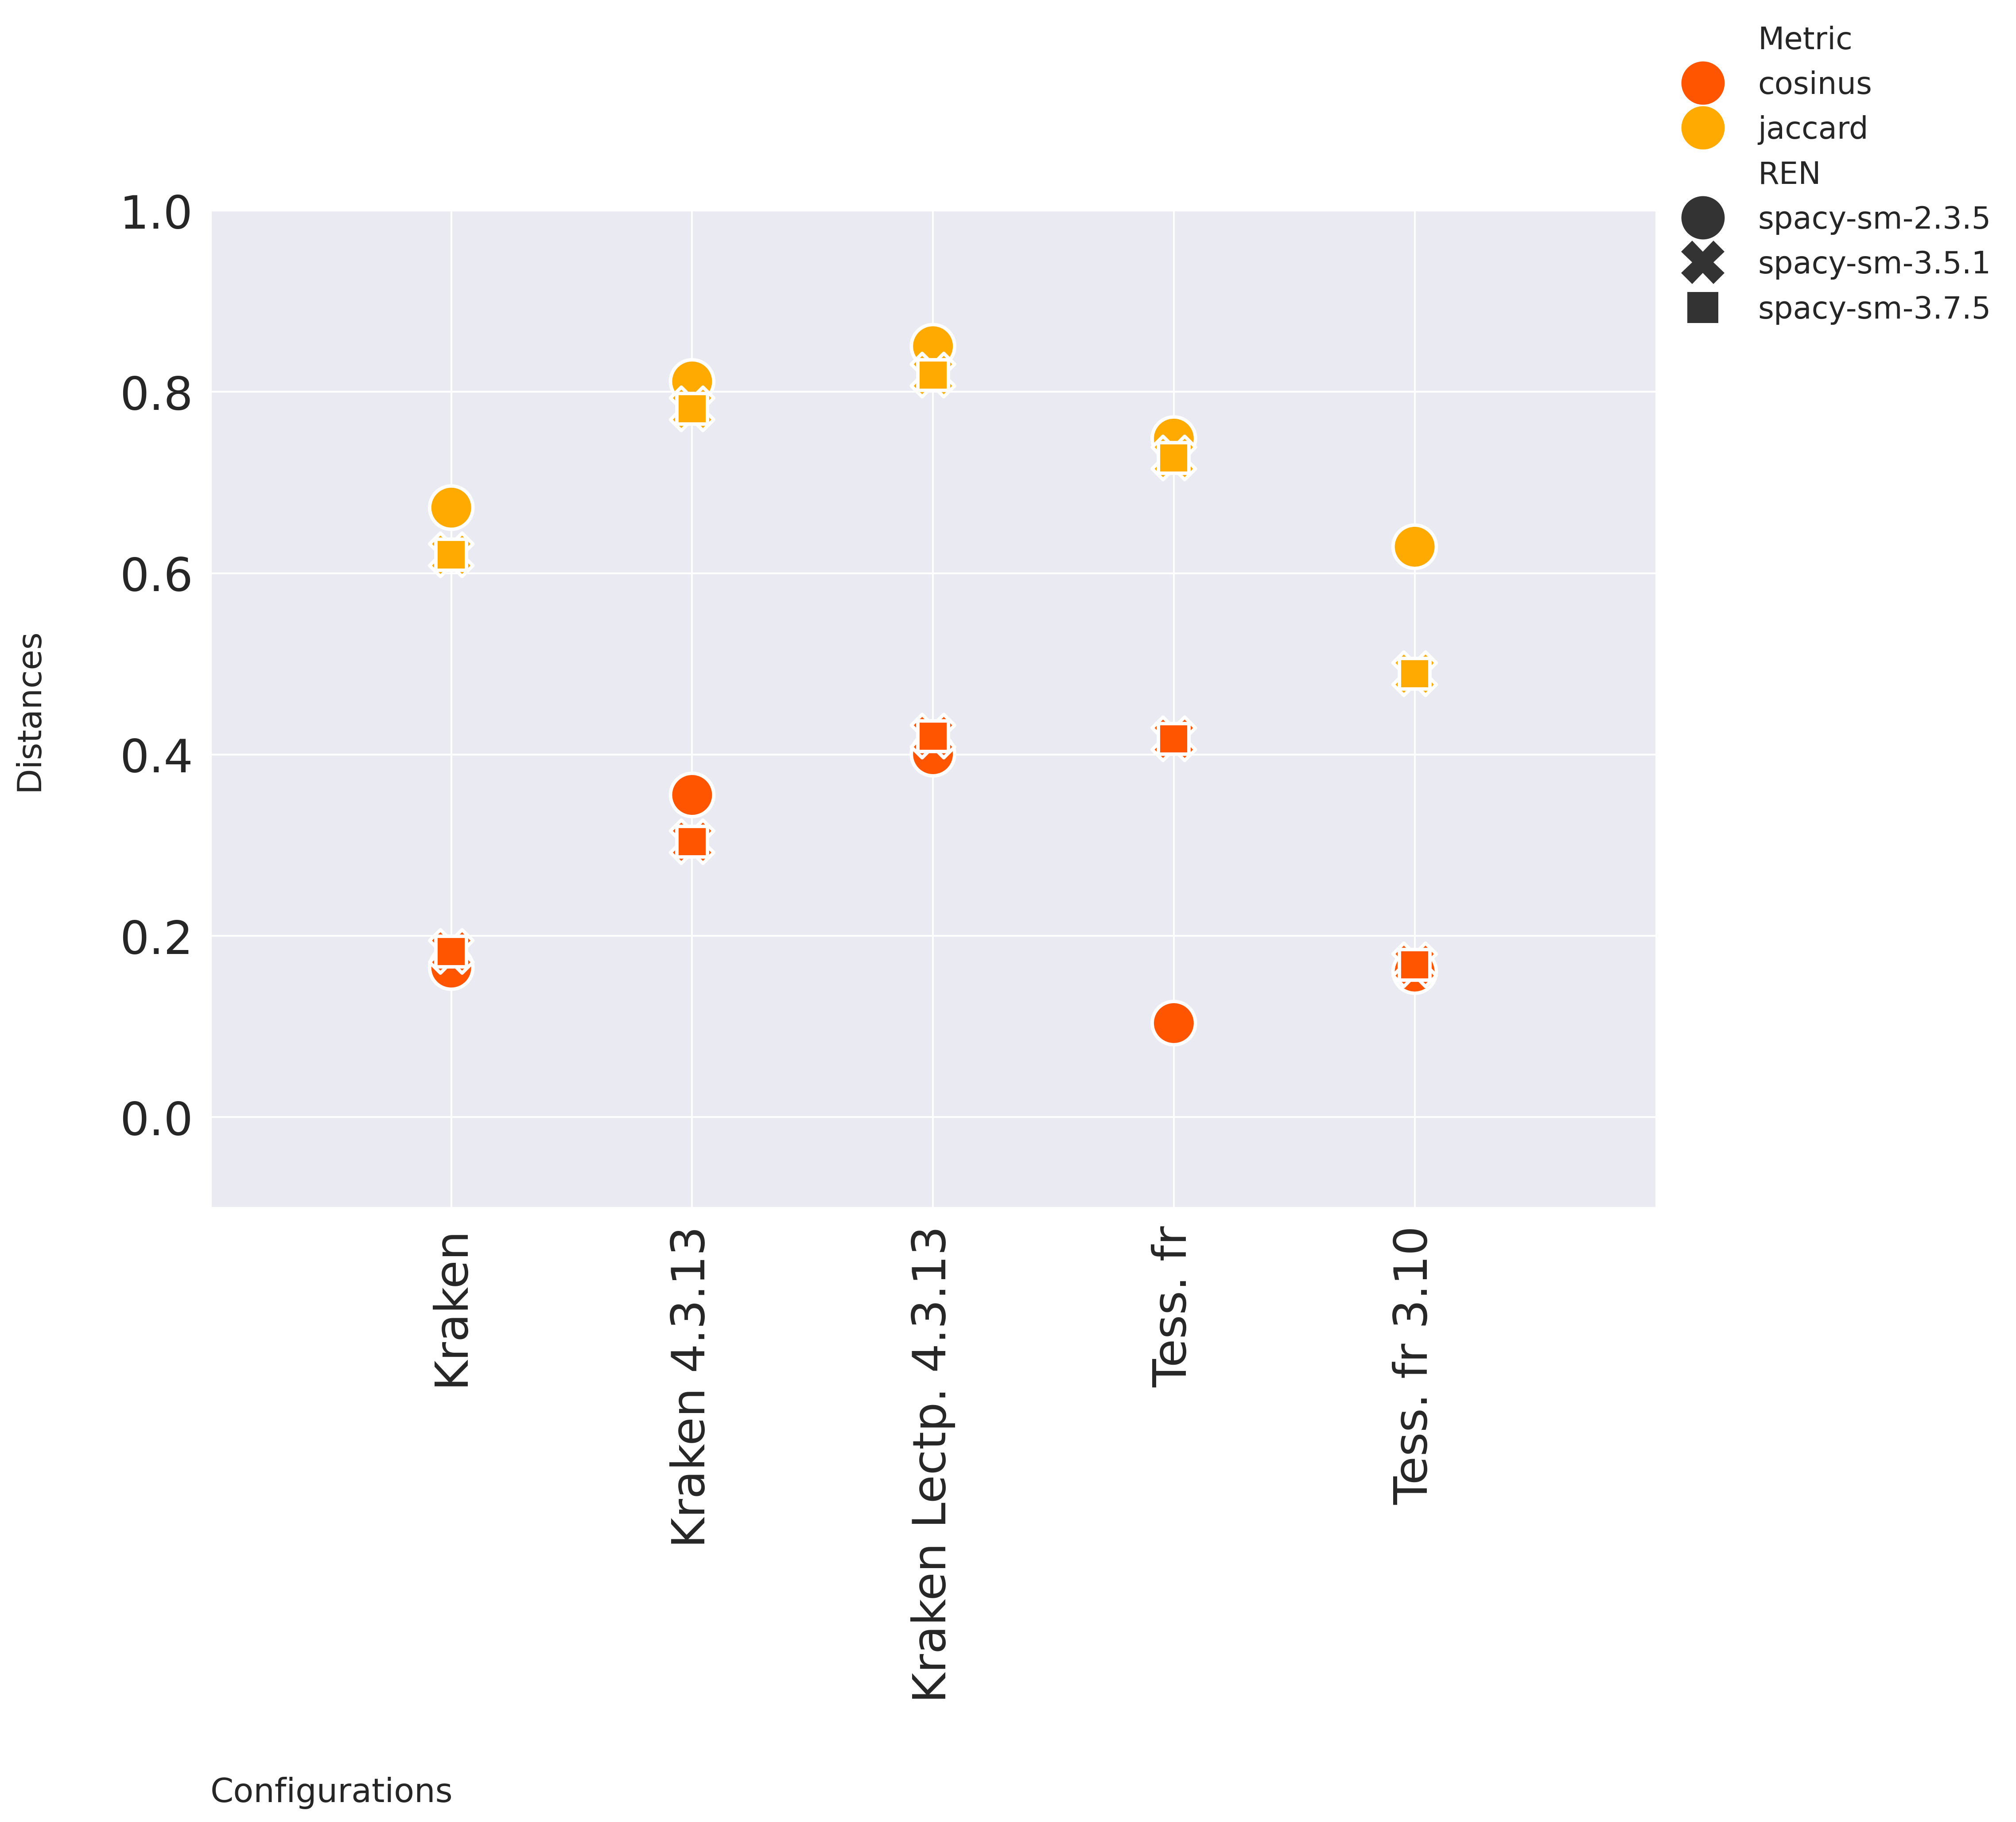 Metric
cosinus
jaccard
REN
spacy-sm-2.3.5
spacy-sm-3.5.1
spacy-sm-3.7.5
1.0
0.8
0.6
0.4
0.2
0.0
Distances
Kraken
Kraken 4.3.13
Kraken Lectp. 4.3.13
Tess. fr
Tess. fr 3.10
Configurations